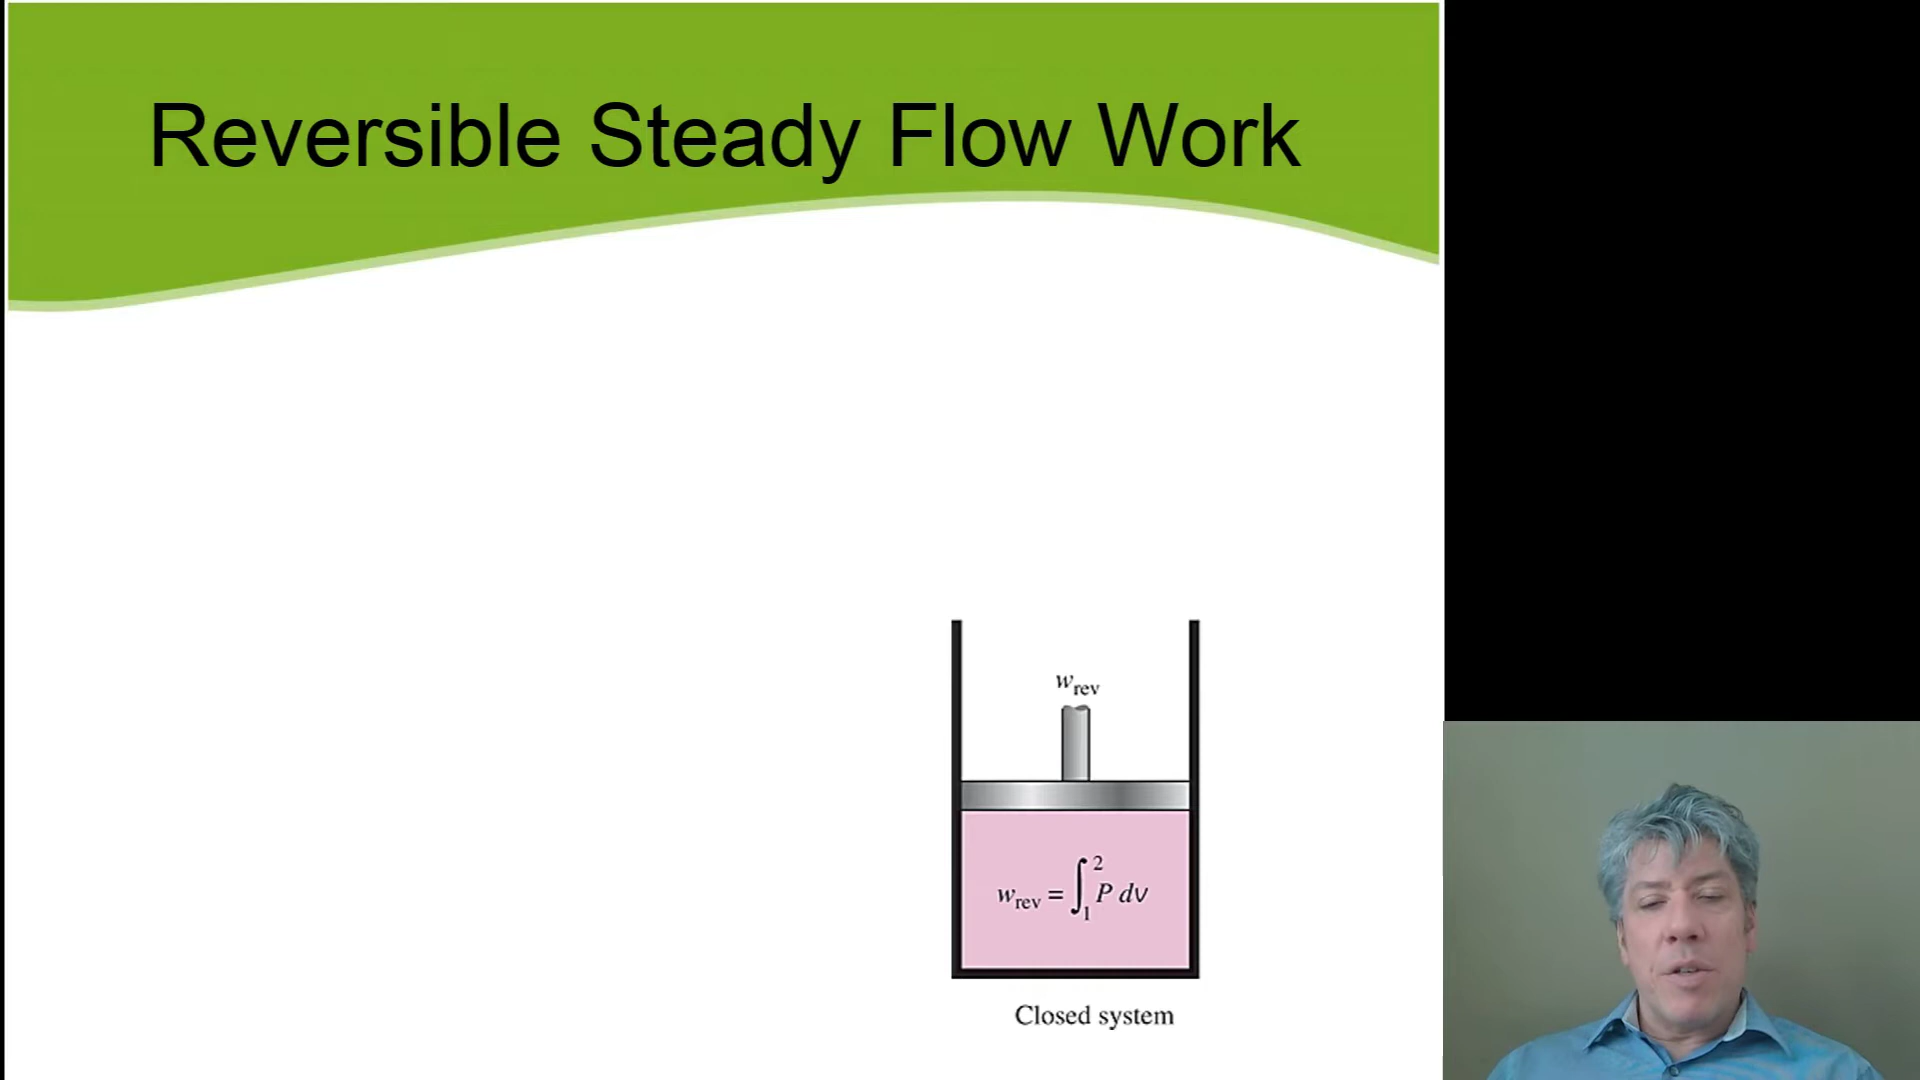 Reversible Steady Flow Work
w_rev
w_rev = ∫₁² P dv
Closed system